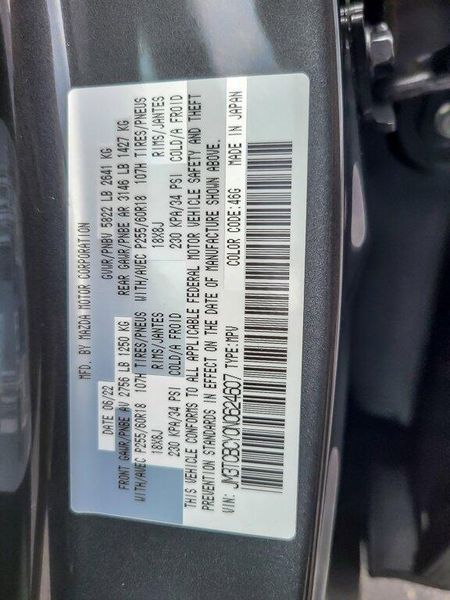 MFD. BY MAZDA MOTOR CORPORATION
DATE 06/22 GVWR/PNBV 5822 LB 2641 KG
FRONT GAWR/PNBE AV 2756 LB 1250 KG REAR GAWR/PNBE AR 3146 LB 1427 KG
WITH/AVEC P255/60R18 107H TIRES/PNEUS WITH/AVEC P255/60R18 107H TIRES/PNEUS
18X8J RIMS/JANTES 18X8J RIMS/JANTES
230 KPA/34 PSI COLD/A FROID 230 KPA/34 PSI COLD/A FROID
THIS VEHICLE CONFORMS TO ALL APPLICABLE FEDERAL MOTOR VEHICLE SAFETY AND THEFT
PREVENTION STANDARDS IN EFFECT ON THE DATE OF MANUFACTURE SHOWN ABOVE.
VIN: JM3TCBCY0N0624607 TYPE:MPV COLOR CODE: 46G MADE IN JAPAN